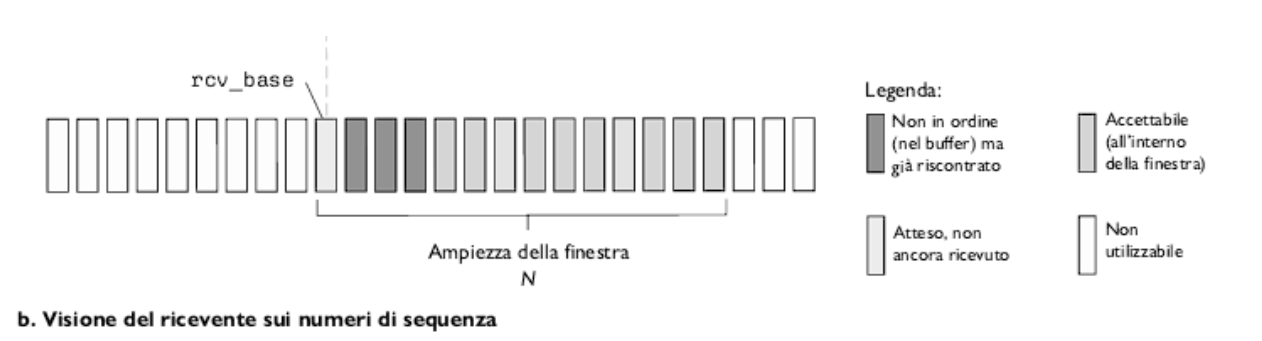 rcv_base
Ampiezza della finestra
N
Legenda:
Non in ordine
(nel buffer) ma
già riscontrato
Accettabile
(all'interno
della finestra)
Atteso, non
ancora ricevuto
Non
utilizzabile
b. Visione del ricevente sui numeri di sequenza